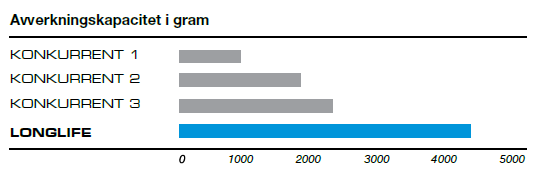 Avverkningskapacitet i gram
KONKURRENT 1
KONKURRENT 2
KONKURRENT 3
LONGLIFE
0 1000 2000 3000 4000 5000